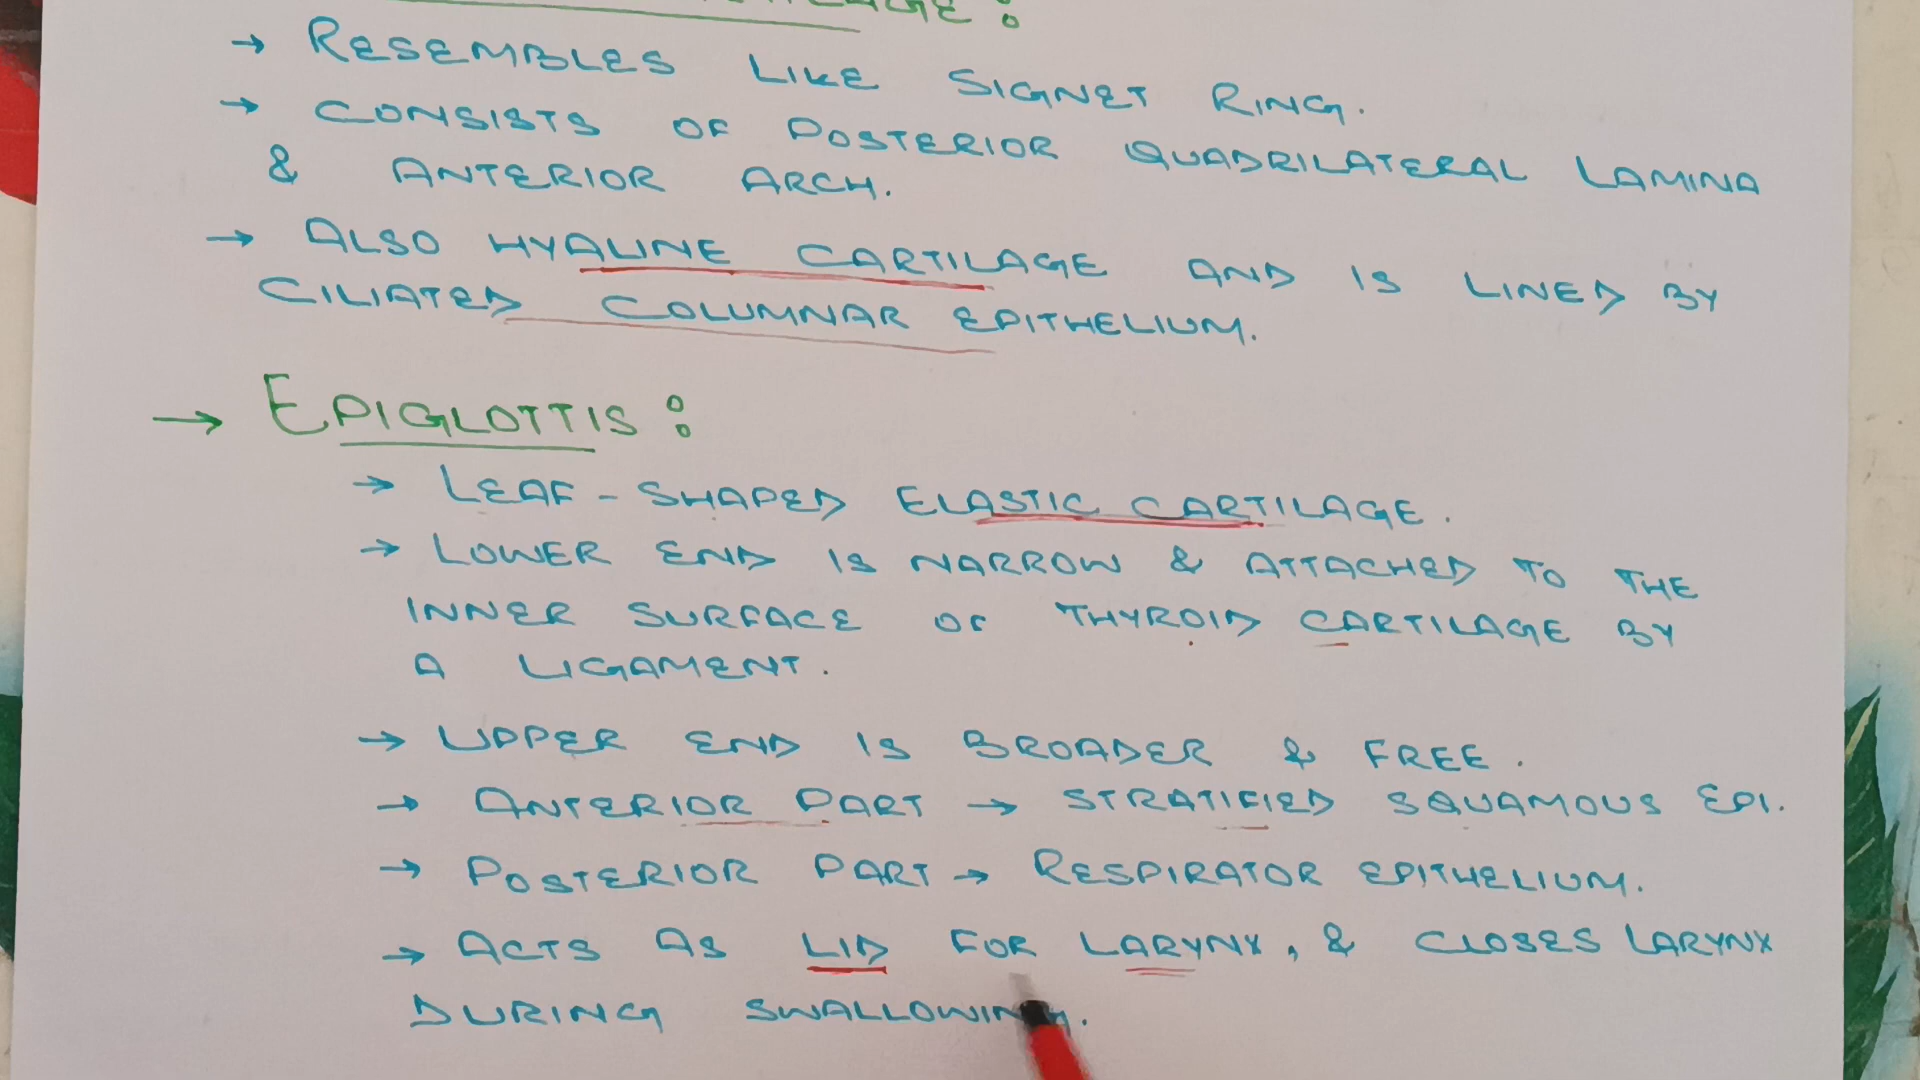 → RESEMBLES LIKE SIGNET RING.
→ CONSISTS OF POSTERIOR QUADRILATERAL LAMINA
& ANTERIOR ARCH.
→ ALSO HYALINE CARTILAGE AND IS LINED BY
CILIATED COLUMNAR EPITHELIUM.
→ EPIGLOTTIS:
→ LEAF-SHAPED ELASTIC CARTILAGE.
→ LOWER END IS NARROW & ATTACHED TO THE
INNER SURFACE OF THYROID CARTILAGE BY
A LIGAMENT.
→ UPPER END IS BROADER & FREE.
→ ANTERIOR PART → STRATIFIED SQUAMOUS EPI.
→ POSTERIOR PART → RESPIRATOR EPITHELIUM.
→ ACTS AS LID FOR LARYNX, & CLOSES LARYNX
DURING SWALLOWING.